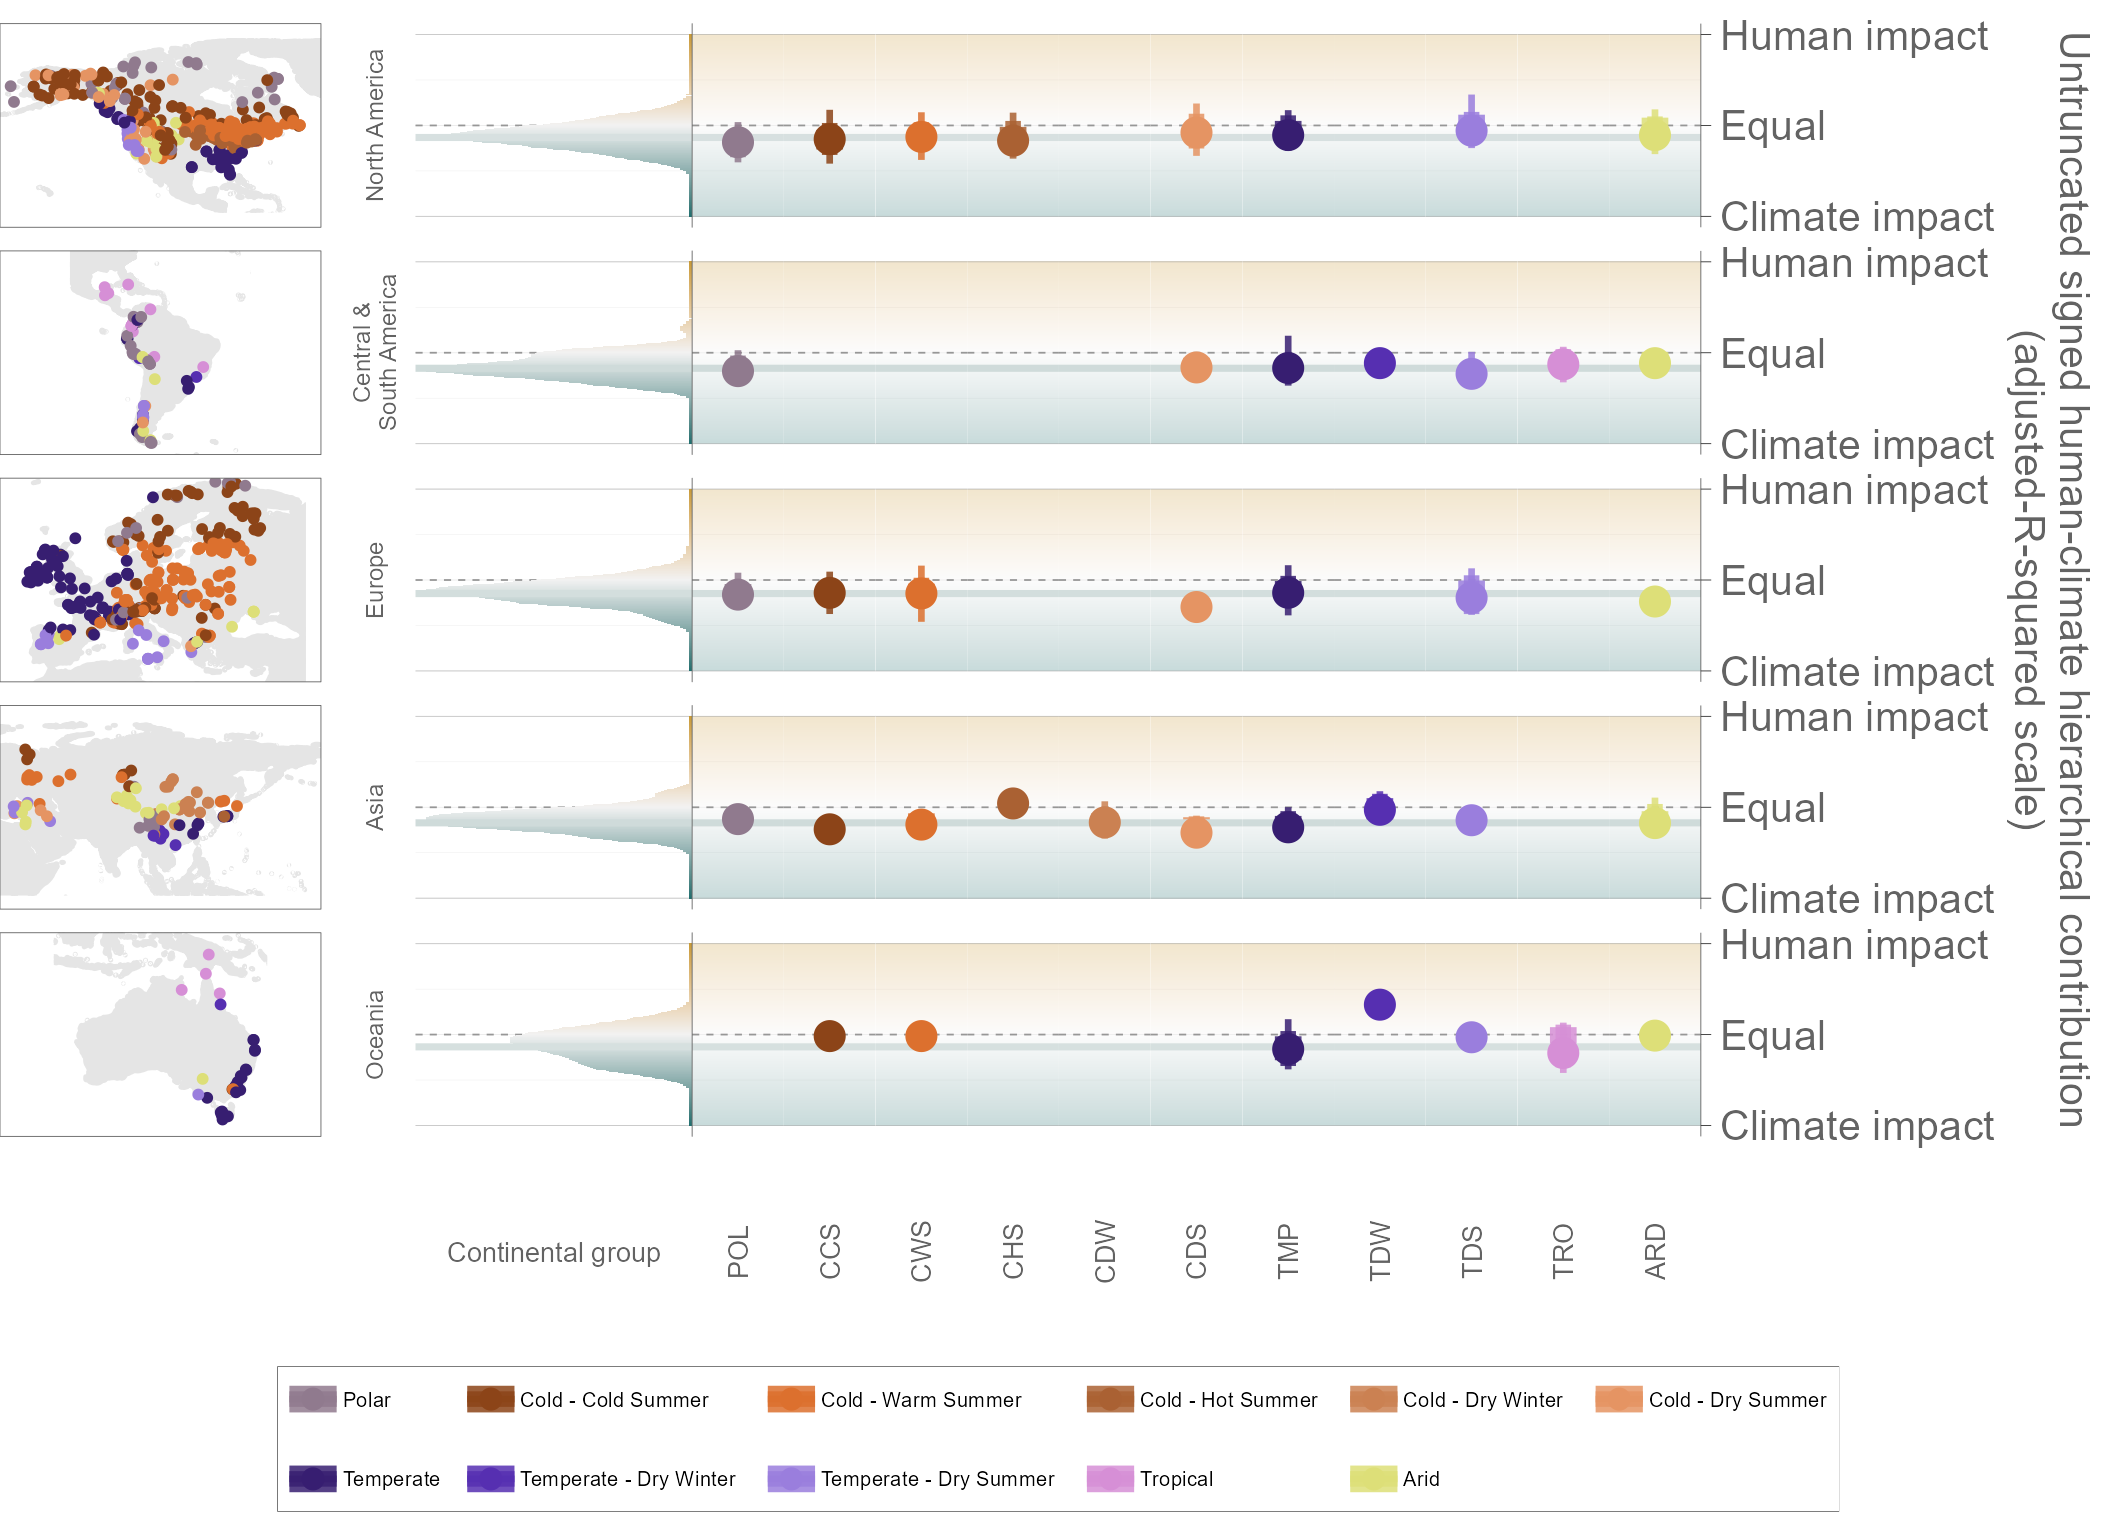 North America
Human impact
Equal
Climate impact
Central &
South America
Human impact
Equal
Climate impact
Europe
Human impact
Equal
Climate impact
Asia
Human impact
Equal
Climate impact
Oceania
Human impact
Equal
Climate impact
Untruncated signed human-climate hierarchical contribution
(adjusted-R-squared scale)
Continental group
POL
CCS
CWS
CHS
CDW
CDS
TMP
TDW
TDS
TRO
ARD
Polar
Cold - Cold Summer
Cold - Warm Summer
Cold - Hot Summer
Cold - Dry Winter
Cold - Dry Summer
Temperate
Temperate - Dry Winter
Temperate - Dry Summer
Tropical
Arid